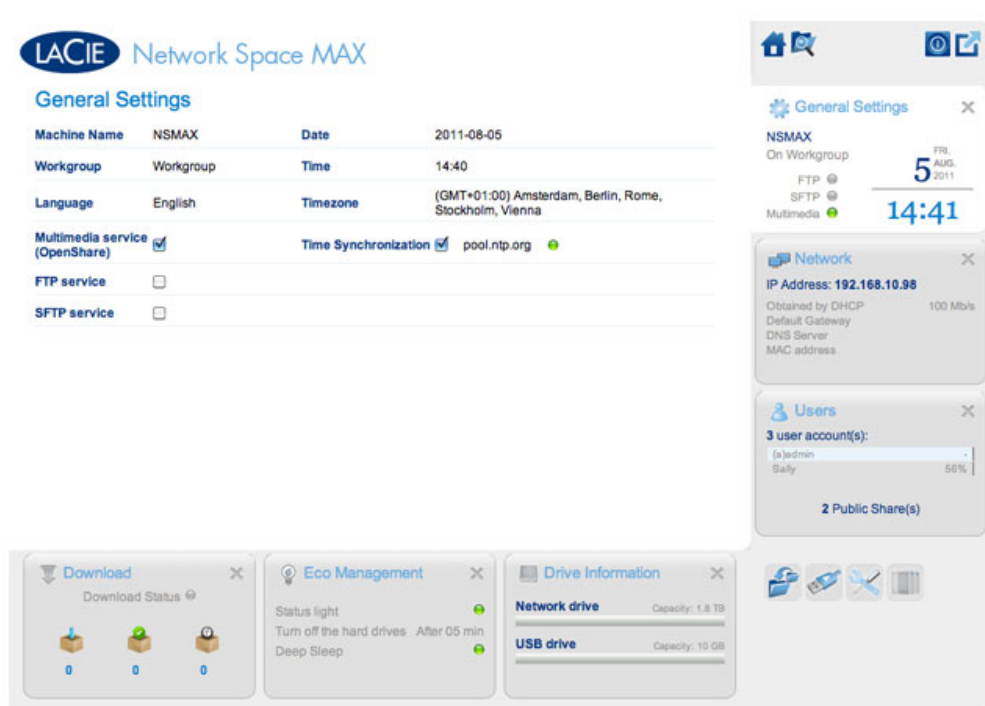 LACIE Network Space MAX
General Settings
Machine Name NSMAX Date 2011-08-05
Workgroup Workgroup Time 14:40
Language English Timezone (GMT+01:00) Amsterdam, Berlin, Rome,
Stockholm, Vienna
Multimedia service
(OpenShare) Time Synchronization pool.ntp.org
FTP service
SFTP service
General Settings
NSMAX
On Workgroup
FTP
SFTP
Multimedia
5 FRI.
AUG.
2011
14:41
Network
IP Address: 192.168.10.98
Obtained by DHCP 100 Mb/s
Default Gateway
DNS Server
MAC address
Users
3 user account(s):
(a)admin -
Sally 56%
2 Public Share(s)
Download
Download Status
0 0 0
Eco Management
Status light
Turn off the hard drives After 05 min
Deep Sleep
Drive Information
Network drive Capacity: 1.8 TB
USB drive Capacity: 10 GB